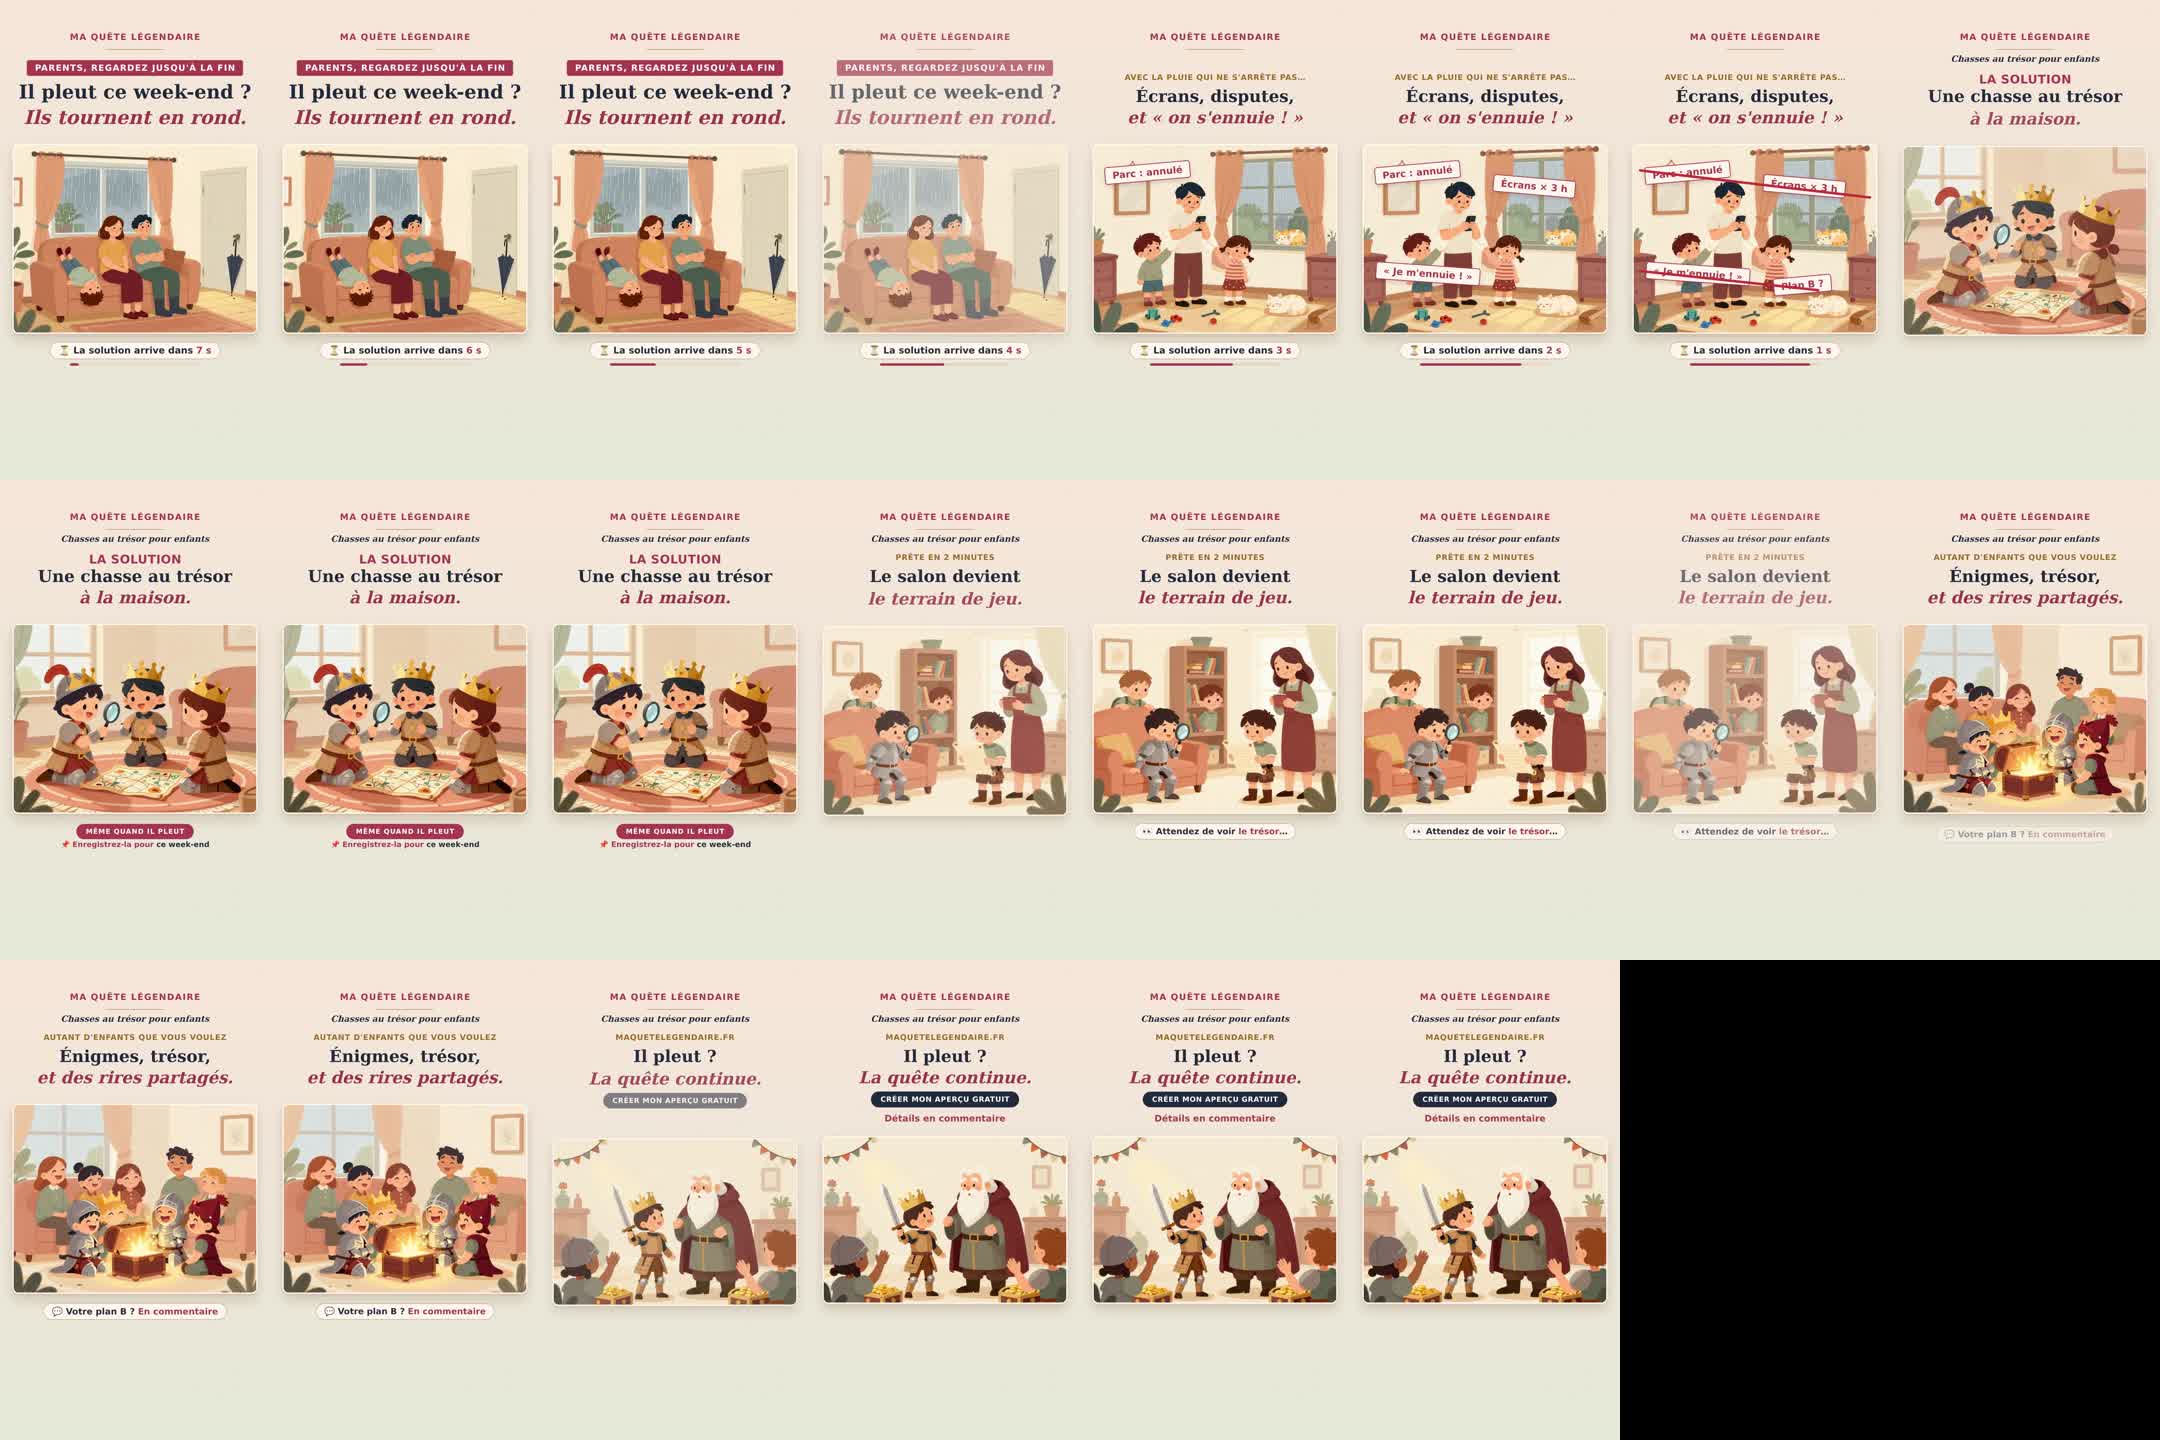 MA QUÊTE LÉGENDAIRE
PARENTS, REGARDEZ JUSQU'À LA FIN
Il pleut ce week-end ?
Ils tournent en rond.
⏳ La solution arrive dans 7 s
MA QUÊTE LÉGENDAIRE
PARENTS, REGARDEZ JUSQU'À LA FIN
Il pleut ce week-end ?
Ils tournent en rond.
⏳ La solution arrive dans 6 s
MA QUÊTE LÉGENDAIRE
PARENTS, REGARDEZ JUSQU'À LA FIN
Il pleut ce week-end ?
Ils tournent en rond.
⏳ La solution arrive dans 5 s
MA QUÊTE LÉGENDAIRE
PARENTS, REGARDEZ JUSQU'À LA FIN
Il pleut ce week-end ?
Ils tournent en rond.
⏳ La solution arrive dans 4 s
MA QUÊTE LÉGENDAIRE
AVEC LA PLUIE QUI NE S'ARRÊTE PAS…
Écrans, disputes,
et « on s'ennuie ! »
Parc : annulé
⏳ La solution arrive dans 3 s
MA QUÊTE LÉGENDAIRE
AVEC LA PLUIE QUI NE S'ARRÊTE PAS…
Écrans, disputes,
et « on s'ennuie ! »
Parc : annulé
Écrans × 3 h
« Je m'ennuie ! »
⏳ La solution arrive dans 2 s
MA QUÊTE LÉGENDAIRE
AVEC LA PLUIE QUI NE S'ARRÊTE PAS…
Écrans, disputes,
et « on s'ennuie ! »
Parc : annulé
Écrans × 3 h
« Je m'ennuie ! »
plan B ?
⏳ La solution arrive dans 1 s
MA QUÊTE LÉGENDAIRE
Chasses au trésor pour enfants
LA SOLUTION
Une chasse au trésor
à la maison.
MA QUÊTE LÉGENDAIRE
Chasses au trésor pour enfants
LA SOLUTION
Une chasse au trésor
à la maison.
MÊME QUAND IL PLEUT
📌 Enregistrez-la pour ce week-end
MA QUÊTE LÉGENDAIRE
Chasses au trésor pour enfants
LA SOLUTION
Une chasse au trésor
à la maison.
MÊME QUAND IL PLEUT
📌 Enregistrez-la pour ce week-end
MA QUÊTE LÉGENDAIRE
Chasses au trésor pour enfants
LA SOLUTION
Une chasse au trésor
à la maison.
MÊME QUAND IL PLEUT
📌 Enregistrez-la pour ce week-end
MA QUÊTE LÉGENDAIRE
Chasses au trésor pour enfants
PRÊTE EN 2 MINUTES
Le salon devient
le terrain de jeu.
MA QUÊTE LÉGENDAIRE
Chasses au trésor pour enfants
PRÊTE EN 2 MINUTES
Le salon devient
le terrain de jeu.
👀 Attendez de voir le trésor…
MA QUÊTE LÉGENDAIRE
Chasses au trésor pour enfants
PRÊTE EN 2 MINUTES
Le salon devient
le terrain de jeu.
👀 Attendez de voir le trésor…
MA QUÊTE LÉGENDAIRE
Chasses au trésor pour enfants
PRÊTE EN 2 MINUTES
Le salon devient
le terrain de jeu.
👀 Attendez de voir le trésor…
MA QUÊTE LÉGENDAIRE
Chasses au trésor pour enfants
AUTANT D'ENFANTS QUE VOUS VOULEZ
Énigmes, trésor,
et des rires partagés.
💬 Votre plan B ? En commentaire
MA QUÊTE LÉGENDAIRE
Chasses au trésor pour enfants
AUTANT D'ENFANTS QUE VOUS VOULEZ
Énigmes, trésor,
et des rires partagés.
💬 Votre plan B ? En commentaire
MA QUÊTE LÉGENDAIRE
Chasses au trésor pour enfants
AUTANT D'ENFANTS QUE VOUS VOULEZ
Énigmes, trésor,
et des rires partagés.
💬 Votre plan B ? En commentaire
MA QUÊTE LÉGENDAIRE
Chasses au trésor pour enfants
MAQUETELEGENDAIRE.FR
Il pleut ?
La quête continue.
CRÉER MON APERÇU GRATUIT
MA QUÊTE LÉGENDAIRE
Chasses au trésor pour enfants
MAQUETELEGENDAIRE.FR
Il pleut ?
La quête continue.
CRÉER MON APERÇU GRATUIT
Détails en commentaire
MA QUÊTE LÉGENDAIRE
Chasses au trésor pour enfants
MAQUETELEGENDAIRE.FR
Il pleut ?
La quête continue.
CRÉER MON APERÇU GRATUIT
Détails en commentaire
MA QUÊTE LÉGENDAIRE
Chasses au trésor pour enfants
MAQUETELEGENDAIRE.FR
Il pleut ?
La quête continue.
CRÉER MON APERÇU GRATUIT
Détails en commentaire